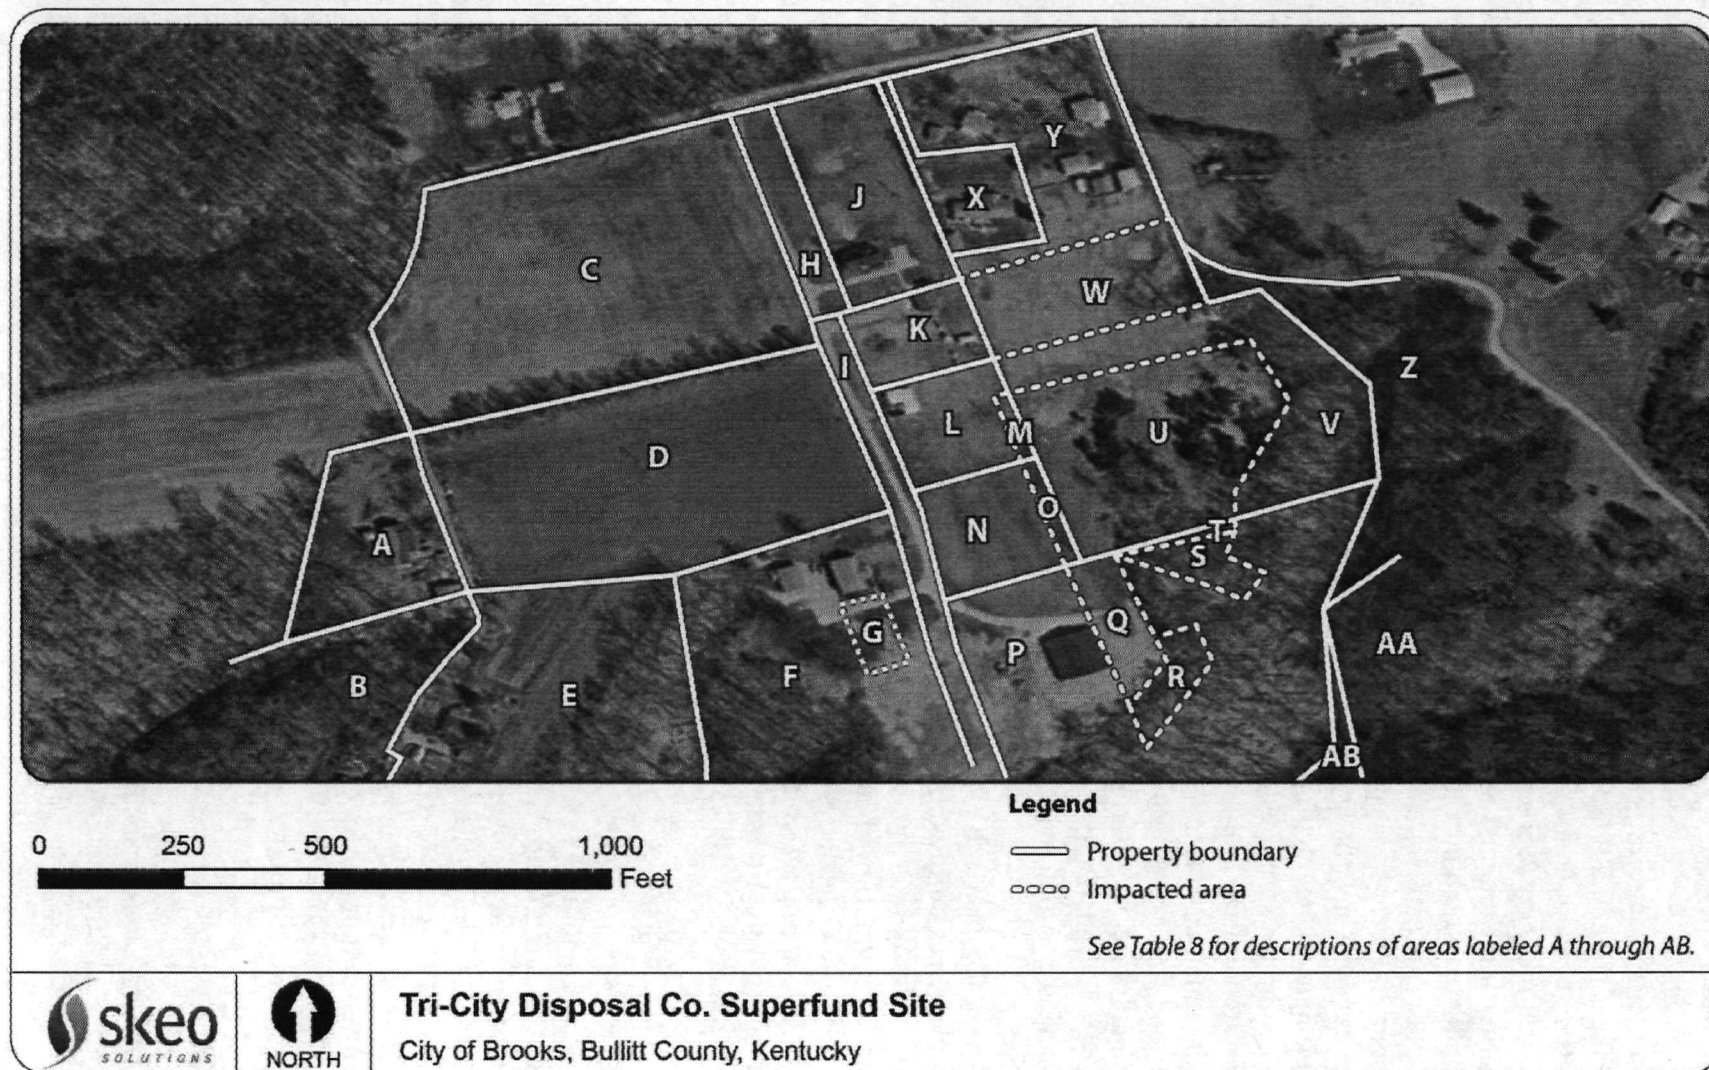 Y
J
X
C
H
W
K
Z
I
L
M
U
V
D
O
N
T
A
S
Q
G
P
AA
B
F
R
E
AB
Legend
0 250 500 1,000
Feet
Property boundary
Impacted area
See Table 8 for descriptions of areas labeled A through AB.
skeo
SOLUTIONS
NORTH
Tri-City Disposal Co. Superfund Site
City of Brooks, Bullitt County, Kentucky